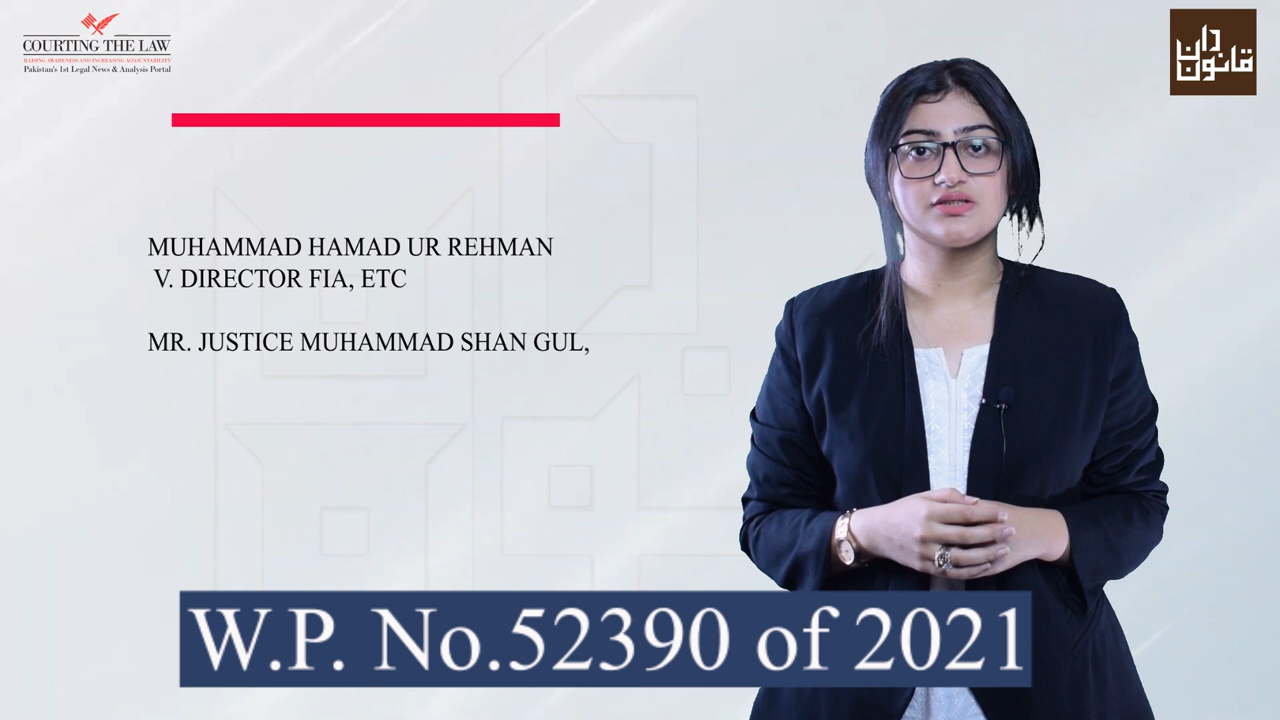 COURTING THE LAW
RAISING AWARENESS AND INCREASING ACCOUNTABILITY
Pakistan's 1st Legal News & Analysis Portal
قانون دان
MUHAMMAD HAMAD UR REHMAN
V. DIRECTOR FIA, ETC
MR. JUSTICE MUHAMMAD SHAN GUL,
W.P. No.52390 of 2021